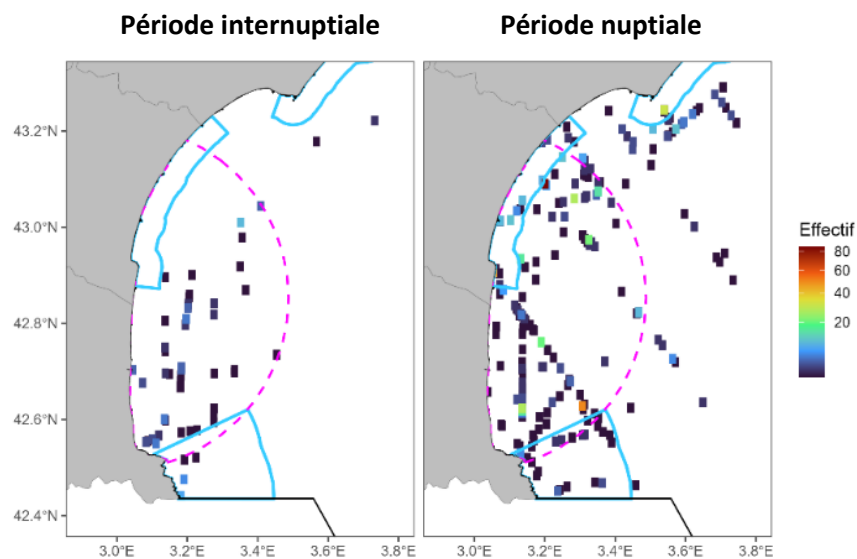 Période internuptiale
Période nuptiale
43.2°N
43.0°N
42.8°N
42.6°N
42.4°N
3.0°E 3.2°E 3.4°E 3.6°E 3.8°E
3.0°E 3.2°E 3.4°E 3.6°E 3.8°E
Effectif
80
60
40
20